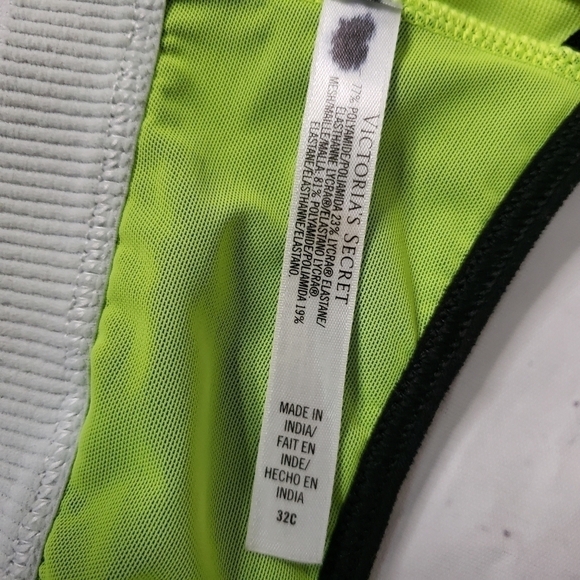 VICTORIA'S SECRET
77% POLYAMIDE/POLIAMIDA 23% LYCRA® ELASTANE/
ELASTHANNE LYCRA®/ELASTANO LYCRA®.
MESH/MAILLE/MALLA. 81% POLYAMIDE/POLIAMIDA 19%
ELASTANE/ELASTHANNE/ELASTANO.
MADE IN
INDIA/
FAIT EN
INDE/
HECHO EN
INDIA
32C